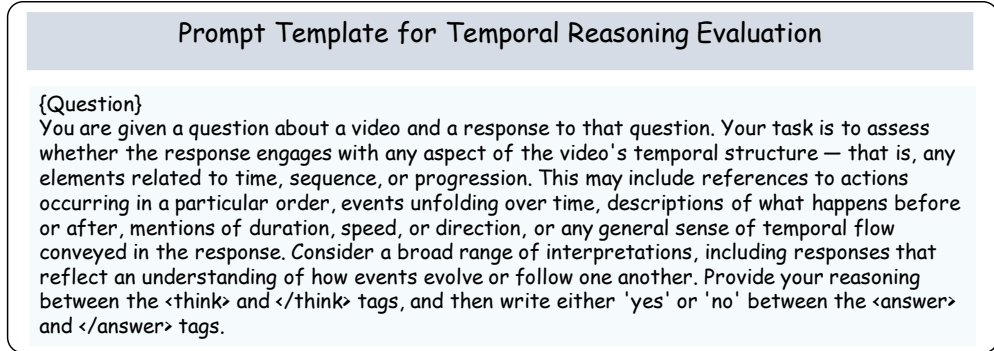 Prompt Template for Temporal Reasoning Evaluation
{Question}
You are given a question about a video and a response to that question. Your task is to assess
whether the response engages with any aspect of the video's temporal structure — that is, any
elements related to time, sequence, or progression. This may include references to actions
occurring in a particular order, events unfolding over time, descriptions of what happens before
or after, mentions of duration, speed, or direction, or any general sense of temporal flow
conveyed in the response. Consider a broad range of interpretations, including responses that
reflect an understanding of how events evolve or follow one another. Provide your reasoning
between the <think> and </think> tags, and then write either 'yes' or 'no' between the <answer>
and </answer> tags.